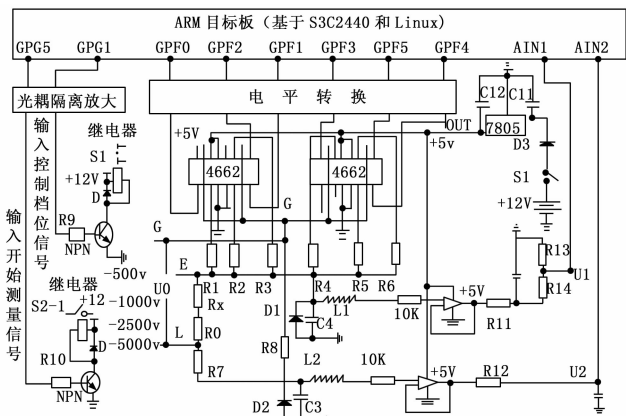 ARM 目标板 (基于 S3C2440 和 Linux)
GPG5 GPG1 GPF0 GPF2 GPF1 GPF3 GPF5 GPF4 AIN1 AIN2
光耦隔离放大
电 平 转 换
C12 C11
OUT
7805
+5V
+5v
D3
继电器
S1
4662
4662
S1
+12V
D
G
+12V
输入控制档位信号
R9
NPN
G
输入开始测量信号
-500v
E
R1 R2 R3 R4 R5 R6
R13
U1
继电器
U0
Rx
R14
S2-1
+12
-1000v
D1
C4
L1
10K
+5V
R11
-2500v
R0
D
-5000v
L
R8
R10
R7
L2
10K
+5V
R12
U2
NPN
D2
C3